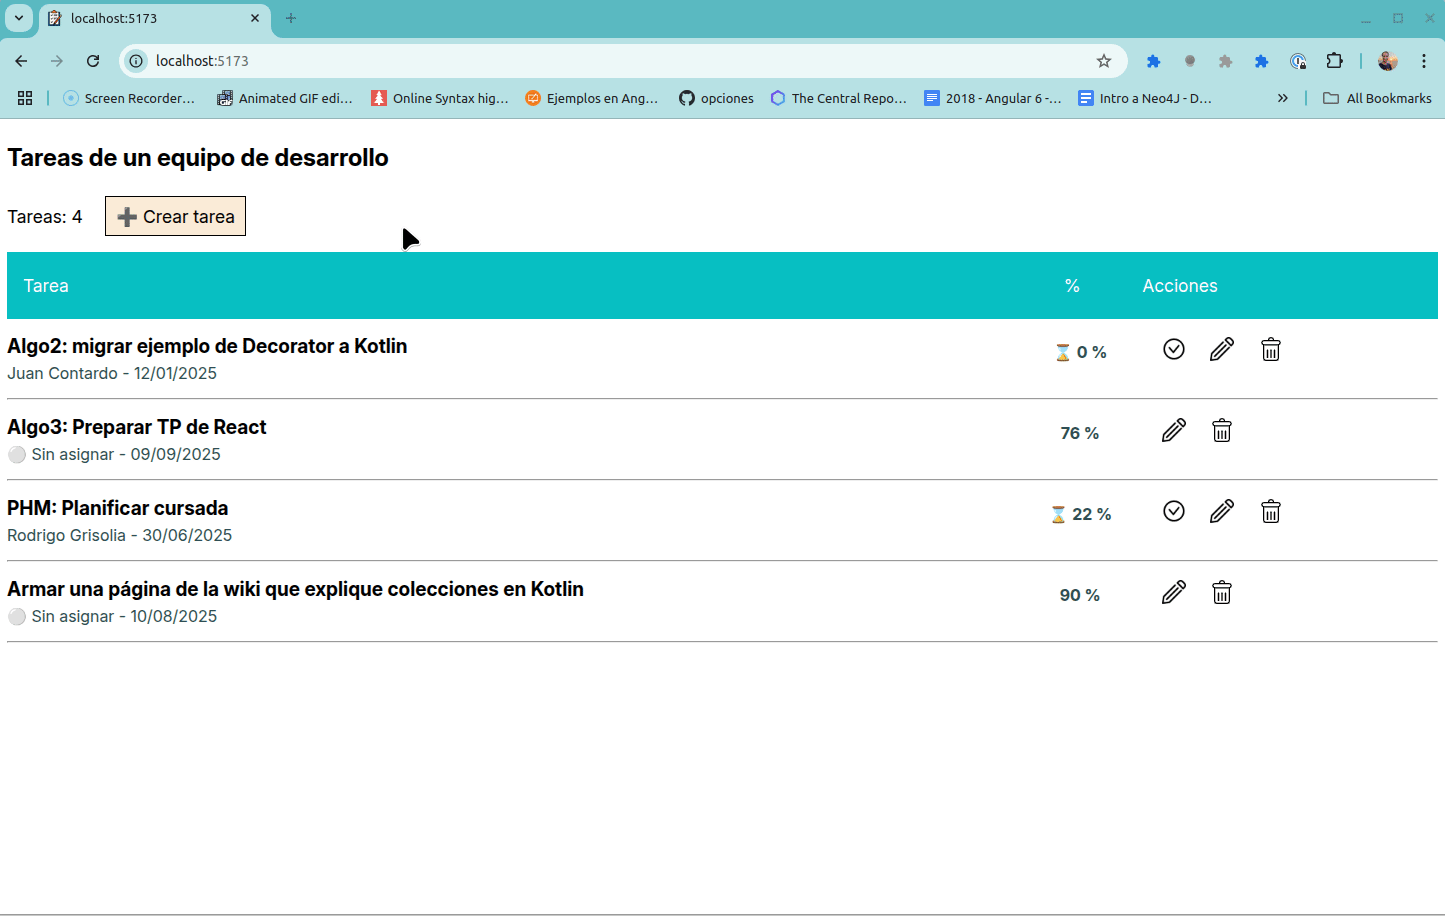 localhost:5173
localhost:5173
Screen Recorder... Animated GIF edi... Online Syntax hig... Ejemplos en Ang... opciones The Central Repo... 2018 - Angular 6 -... Intro a Neo4J - D... All Bookmarks
Tareas de un equipo de desarrollo
Tareas: 4 ➕ Crear tarea
Tarea % Acciones
Algo2: migrar ejemplo de Decorator a Kotlin
⌛ 0 %
Juan Contardo - 12/01/2025
Algo3: Preparar TP de React
76 %
Sin asignar - 09/09/2025
PHM: Planificar cursada
⌛ 22 %
Rodrigo Grisolia - 30/06/2025
Armar una página de la wiki que explique colecciones en Kotlin
90 %
Sin asignar - 10/08/2025